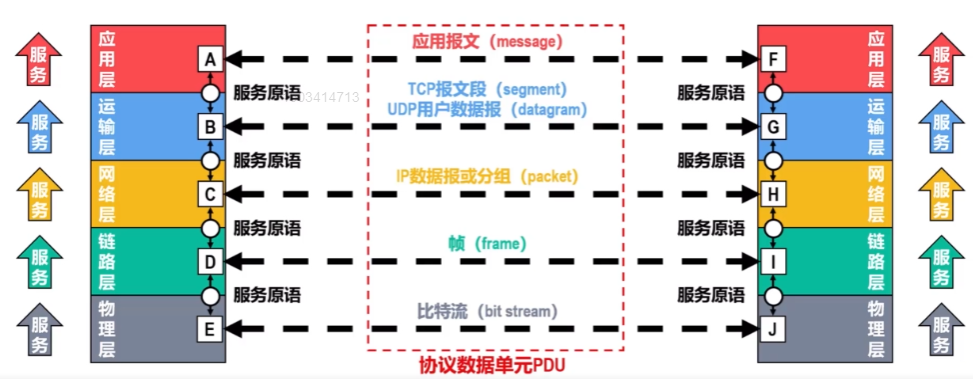 服务
应用层
A
应用报文（message）
F
应用层
服务
服务原语
03414713
服务原语
服务
运输层
B
TCP报文段（segment）
UDP用户数据报（datagram）
G
运输层
服务
服务原语
服务原语
服务
网络层
C
IP数据报或分组（packet）
H
网络层
服务
服务原语
服务原语
服务
链路层
D
帧（frame）
I
链路层
服务
服务原语
服务原语
服务
物理层
E
比特流（bit stream）
J
物理层
服务
协议数据单元PDU